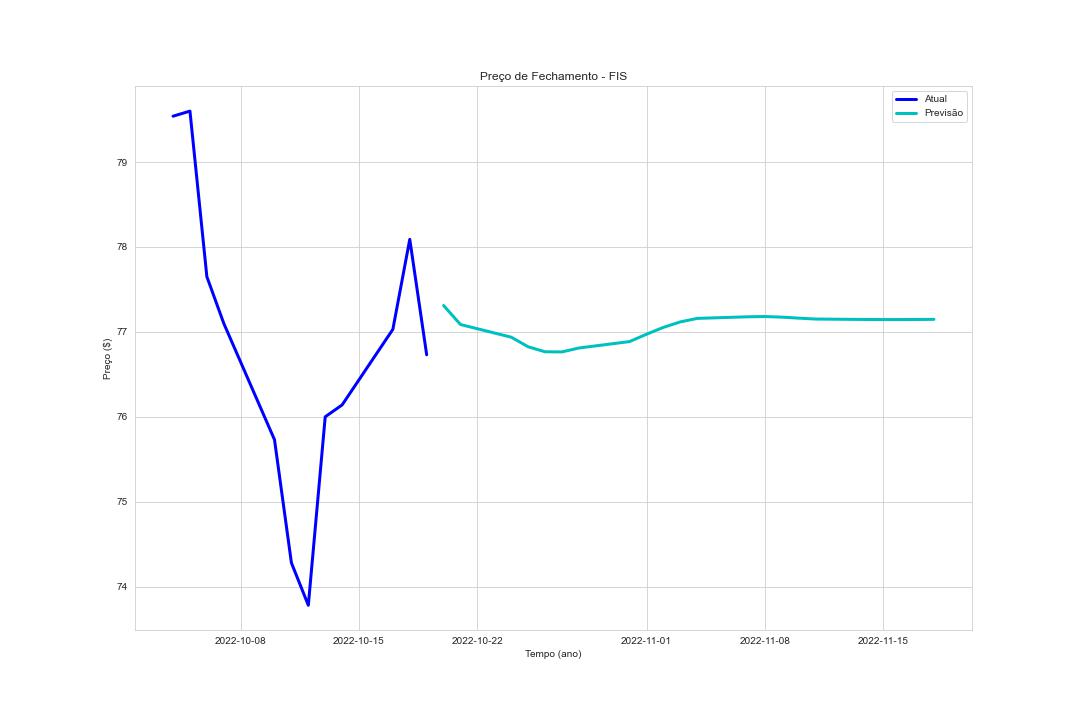 Preço de Fechamento - FIS
Atual
Previsão
79
78
77
76
75
74
Preço ($)
2022-10-08
2022-10-15
2022-10-22
2022-11-01
2022-11-08
2022-11-15
Tempo (ano)